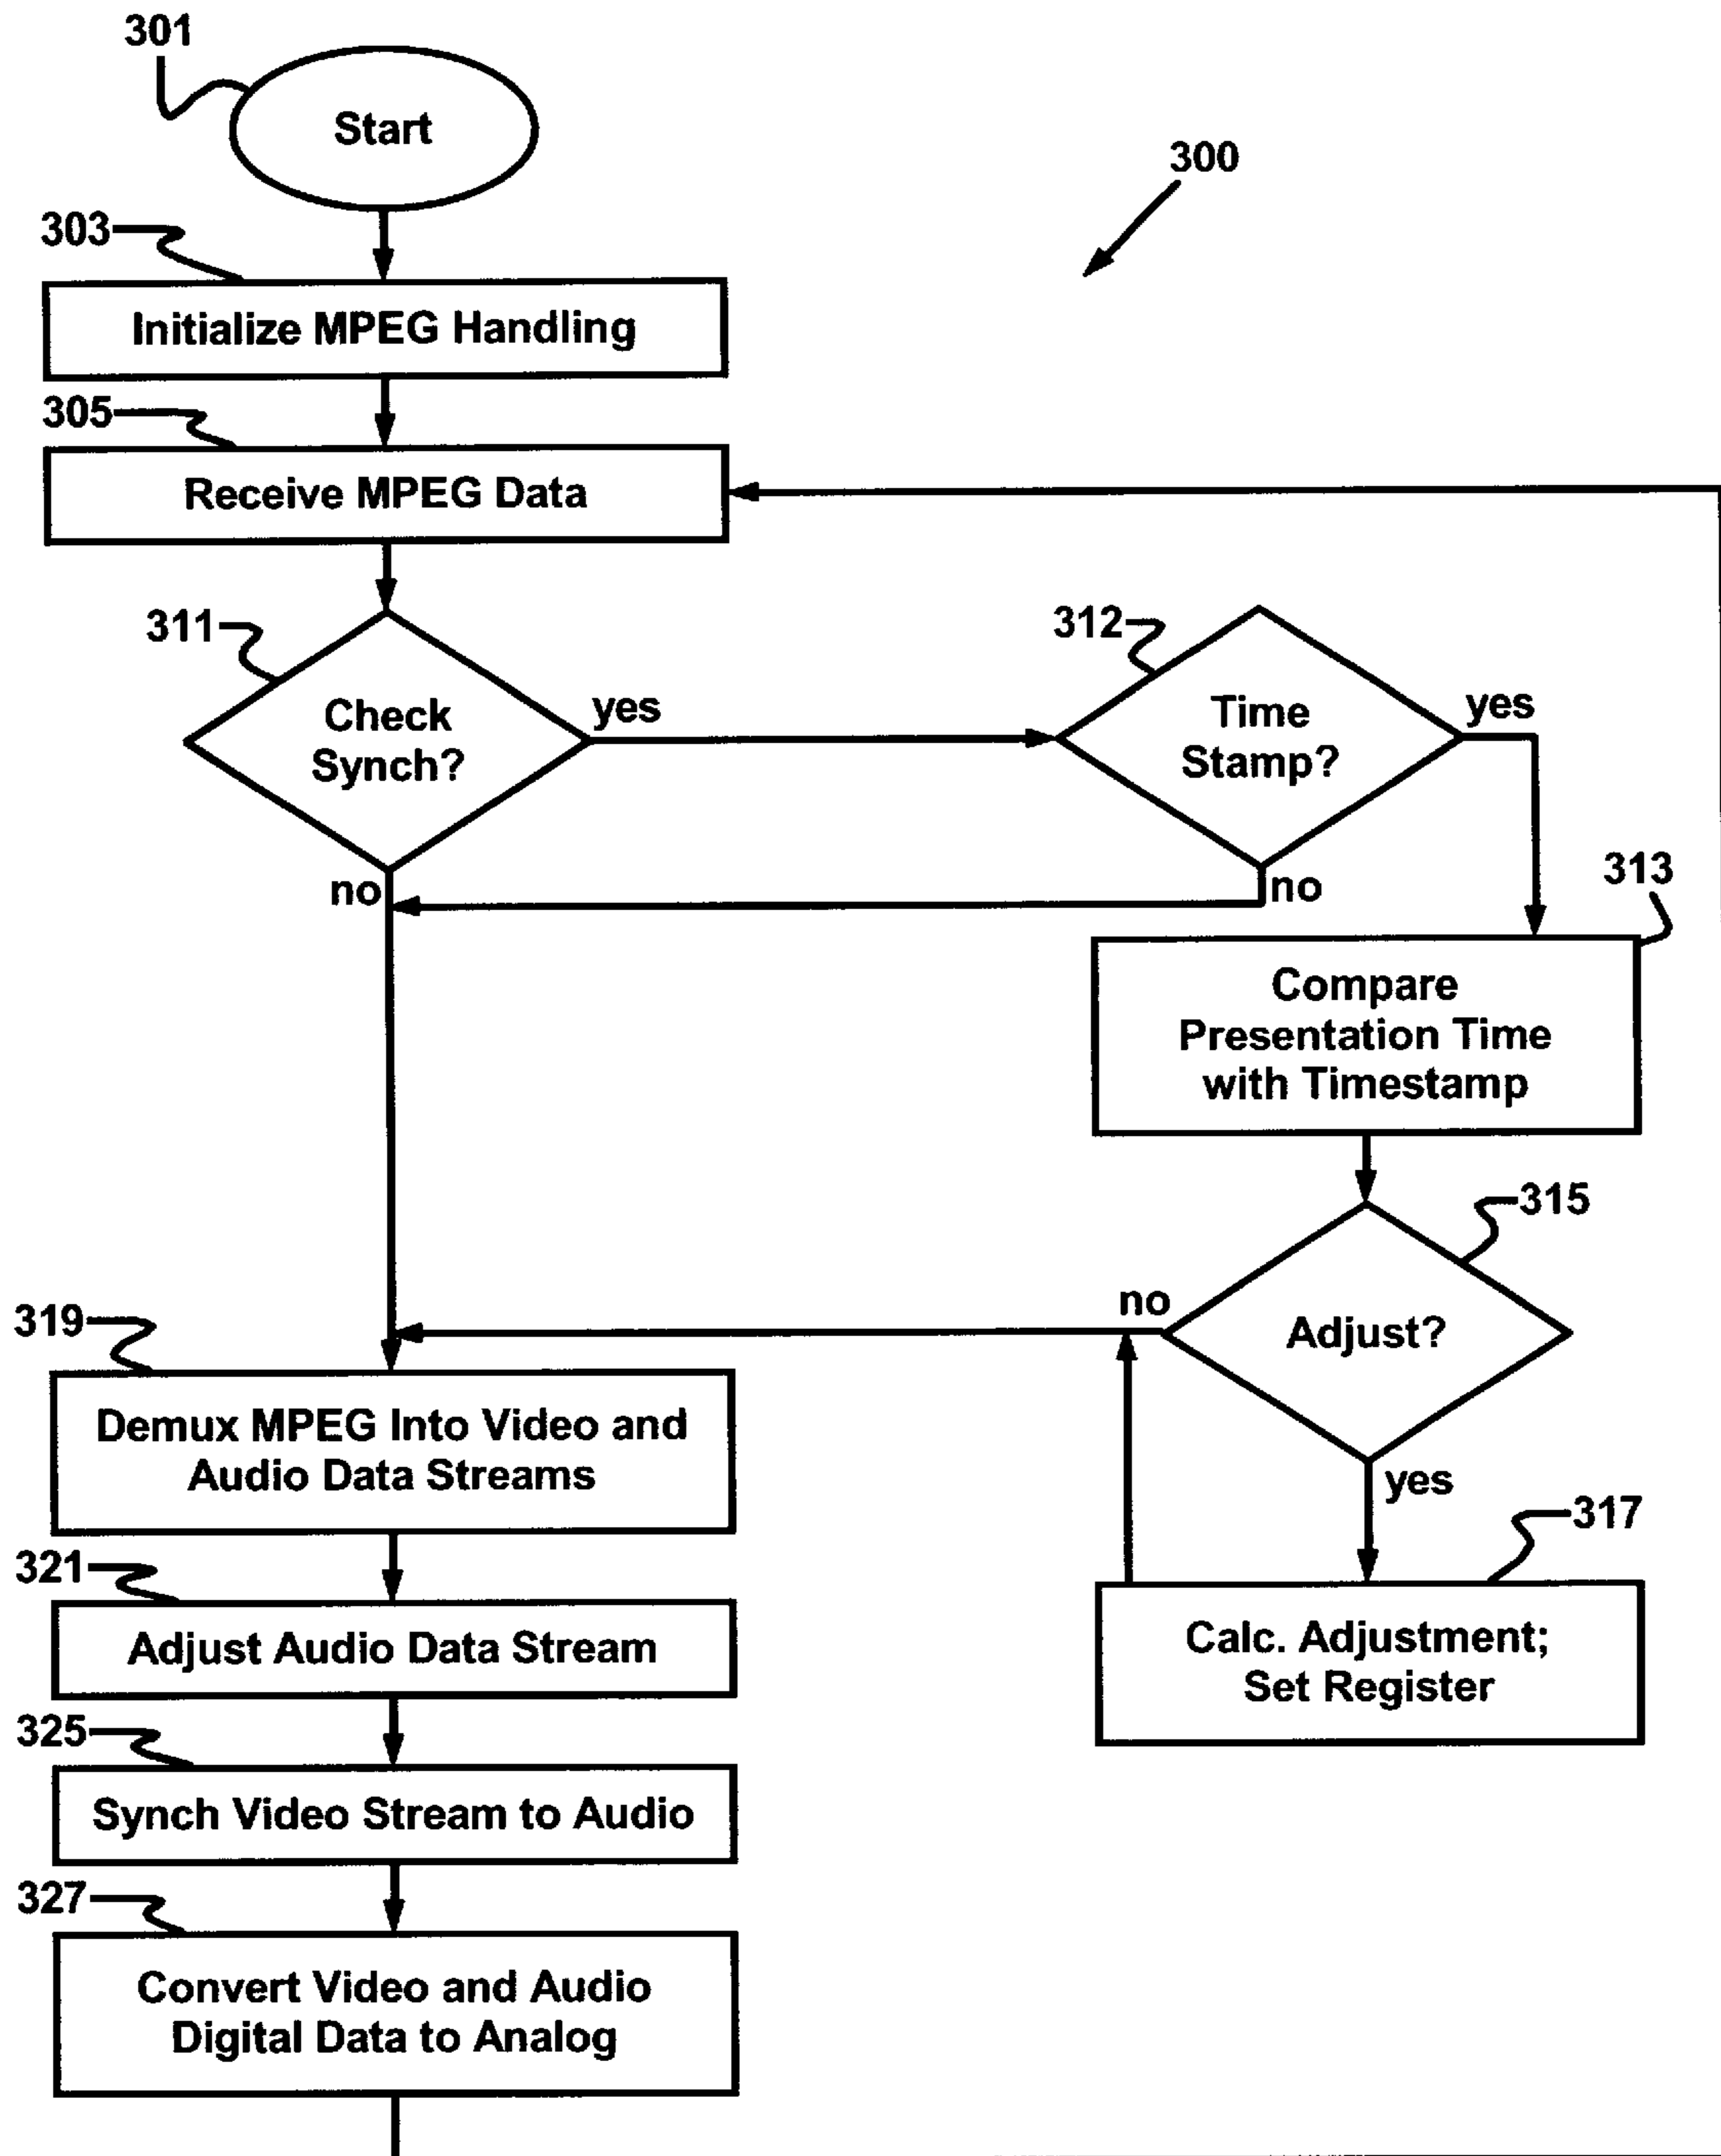 301
Start
300
303
Initialize MPEG Handling
305
Receive MPEG Data
311
Check
Synch?
yes
no
312
Time
Stamp?
yes
no
313
Compare
Presentation Time
with Timestamp
315
Adjust?
no
yes
317
Calc. Adjustment;
Set Register
319
Demux MPEG Into Video and
Audio Data Streams
321
Adjust Audio Data Stream
325
Synch Video Stream to Audio
327
Convert Video and Audio
Digital Data to Analog